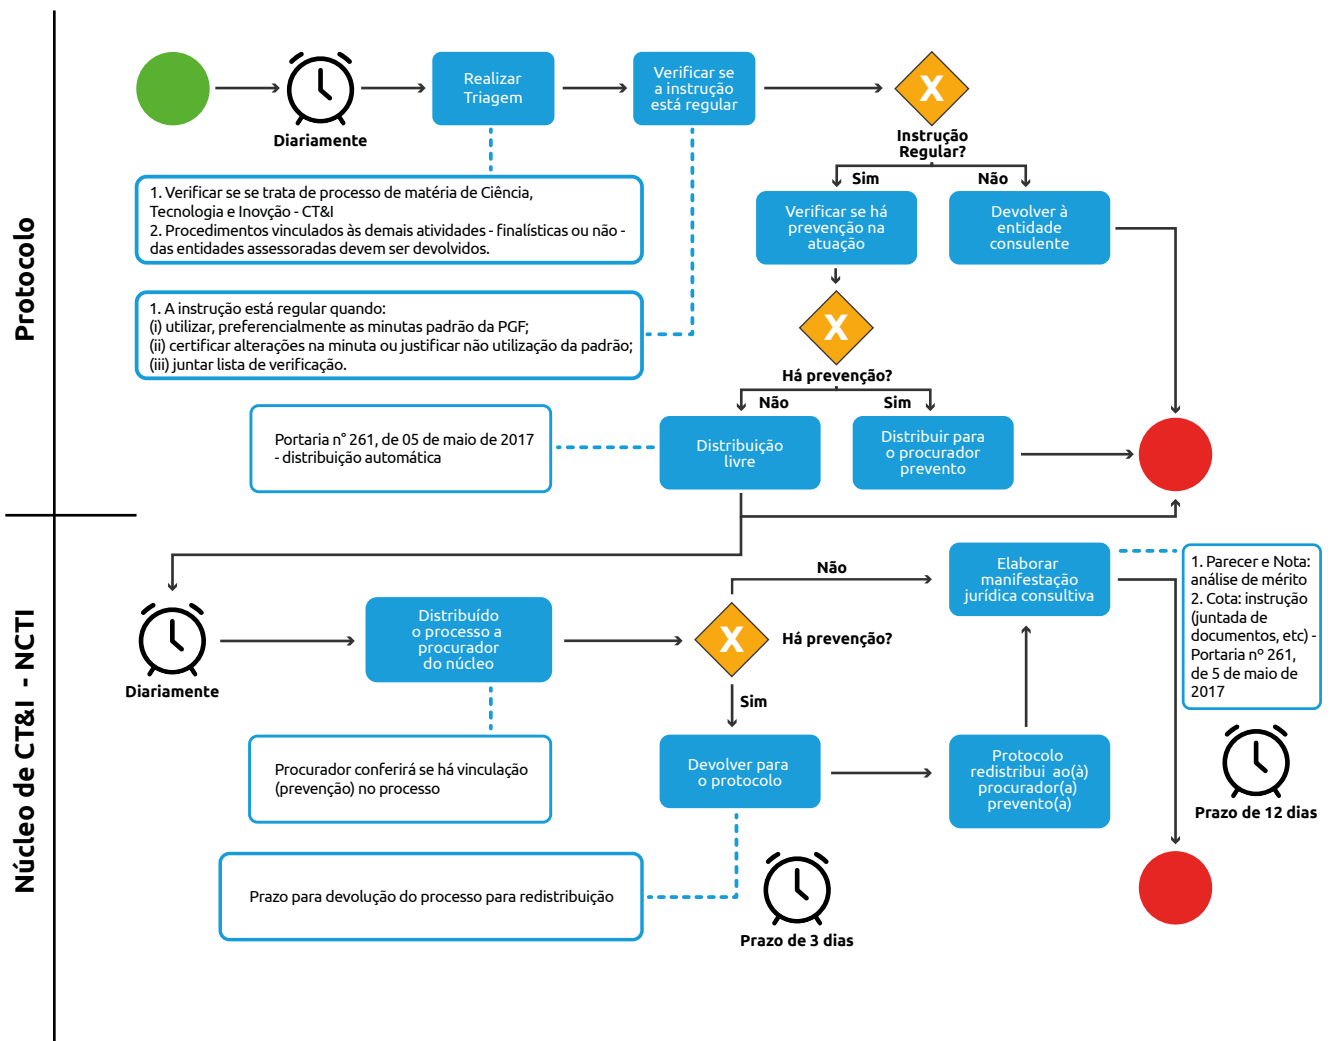 Protocolo
Diariamente
Realizar
Triagem
Verificar se
a instrução
está regular
X
Instrução
Regular?
Sim
Não
1. Verificar se se trata de processo de matéria de Ciência,
Tecnologia e Inovção - CT&I
2. Procedimentos vinculados às demais atividades - finalísticas ou não -
das entidades assessoradas devem ser devolvidos.
Verificar se há
prevenção na
atuação
Devolver à
entidade
consulente
1. A instrução está regular quando:
(i) utilizar, preferencialmente as minutas padrão da PGF;
(ii) certificar alterações na minuta ou justificar não utilização da padrão;
(iii) juntar lista de verificação.
X
Há prevenção?
Não
Sim
Portaria n° 261, de 05 de maio de 2017
- distribuição automática
Distribuição
livre
Distribuir para
o procurador
prevento
Núcleo de CT&I - NCTI
Diariamente
Distribuído
o processo a
procurador
do núcleo
X
Há prevenção?
Não
Sim
Elaborar
manifestação
jurídica consultiva
1. Parecer e Nota:
análise de mérito
2. Cota: instrução
(juntada de
documentos, etc) -
Portaria nº 261,
de 5 de maio de
2017
Prazo de 12 dias
Procurador conferirá se há vinculação
(prevenção) no processo
Devolver para
o protocolo
Protocolo
redistribui ao(à)
procurador(a)
prevento(a)
Prazo para devolução do processo para redistribuição
Prazo de 3 dias